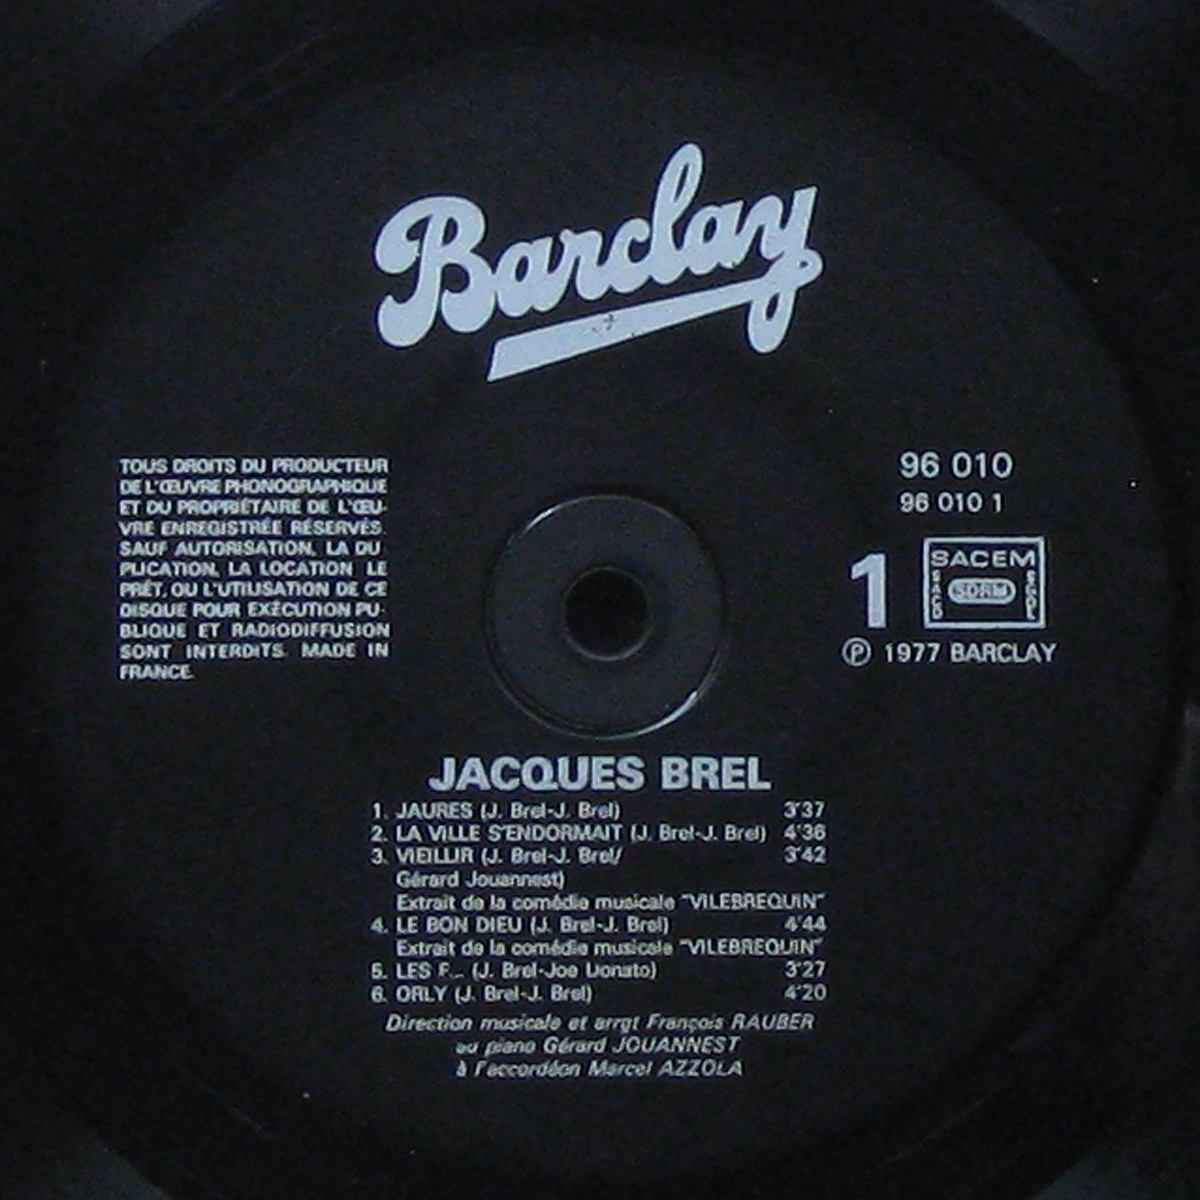 Barclay
TOUS DROITS DU PRODUCTEUR
DE L'ŒUVRE PHONOGRAPHIQUE
ET DU PROPRIÉTAIRE DE L'ŒU-
VRE ENREGISTRÉE RÉSERVÉS.
SAUF AUTORISATION, LA DU
PLICATION, LA LOCATION LE
PRÊT, OU L'UTILISATION DE CE
DISQUE POUR EXÉCUTION PU-
BLIQUE ET RADIODIFFUSION
SONT INTERDITS. MADE IN
FRANCE.
96 010
96 010 1
1
SACEM
SACD SDRM SGDL
℗ 1977 BARCLAY
JACQUES BREL
1. JAURES (J. Brel-J. Brel) 3'37
2. LA VILLE S'ENDORMAIT (J. Brel-J. Brel) 4'36
3. VIEILLIR (J. Brel-J. Brel/ 3'42
Gérard Jouannest)
Extrait de la comédie musicale "VILEBREQUIN"
4. LE BON DIEU (J. Brel-J. Brel) 4'44
Extrait de la comédie musicale "VILEBREQUIN"
5. LES F... (J. Brel-Joe Donato) 3'27
6. ORLY (J. Brel-J. Brel) 4'20
Direction musicale et arrgt François RAUBER
au piano Gérard JOUANNEST
à l'accordéon Marcel AZZOLA